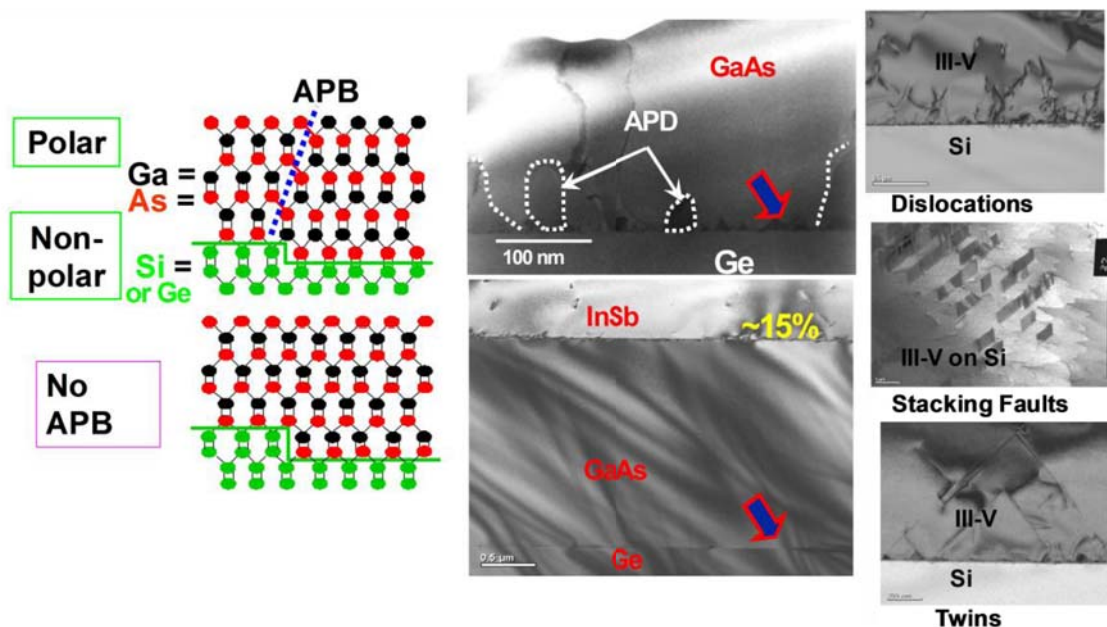 APB
Polar
Ga =
As =
Non-
polar
Si =
or Ge
No
APB
GaAs
APD
100 nm
Ge
InSb
~15%
GaAs
0.5 µm
Ge
III-V
Si
Dislocations
III-V on Si
Stacking Faults
III-V
Si
Twins